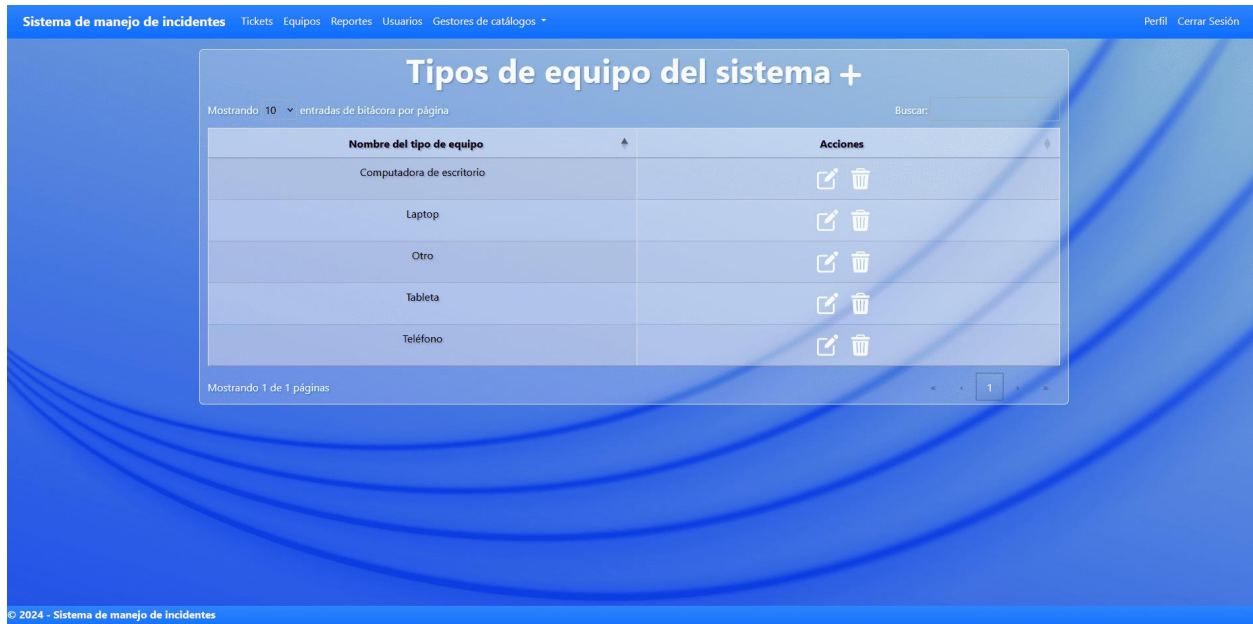 Sistema de manejo de incidentes Tickets Equipos Reportes Usuarios Gestores de catálogos Perfil Cerrar Sesión
Tipos de equipo del sistema +
Mostrando 10 entradas de bitácora por página Buscar:
Nombre del tipo de equipo Acciones
Computadora de escritorio
Laptop
Otro
Tableta
Teléfono
Mostrando 1 de 1 páginas « ‹ 1 › »
© 2024 - Sistema de manejo de incidentes